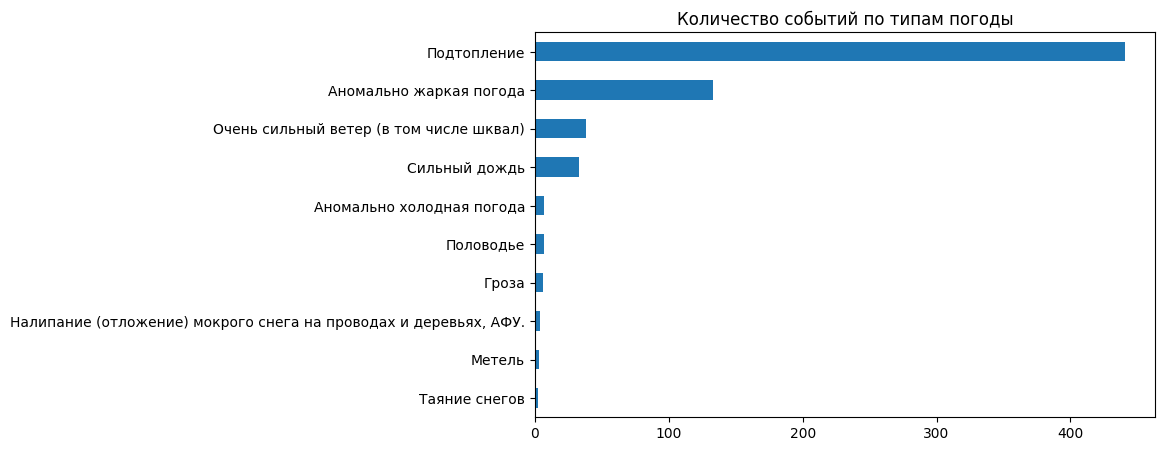 Количество событий по типам погоды
Подтопление
Аномально жаркая погода
Очень сильный ветер (в том числе шквал)
Сильный дождь
Аномально холодная погода
Половодье
Гроза
Налипание (отложение) мокрого снега на проводах и деревьях, АФУ.
Метель
Таяние снегов
0 100 200 300 400